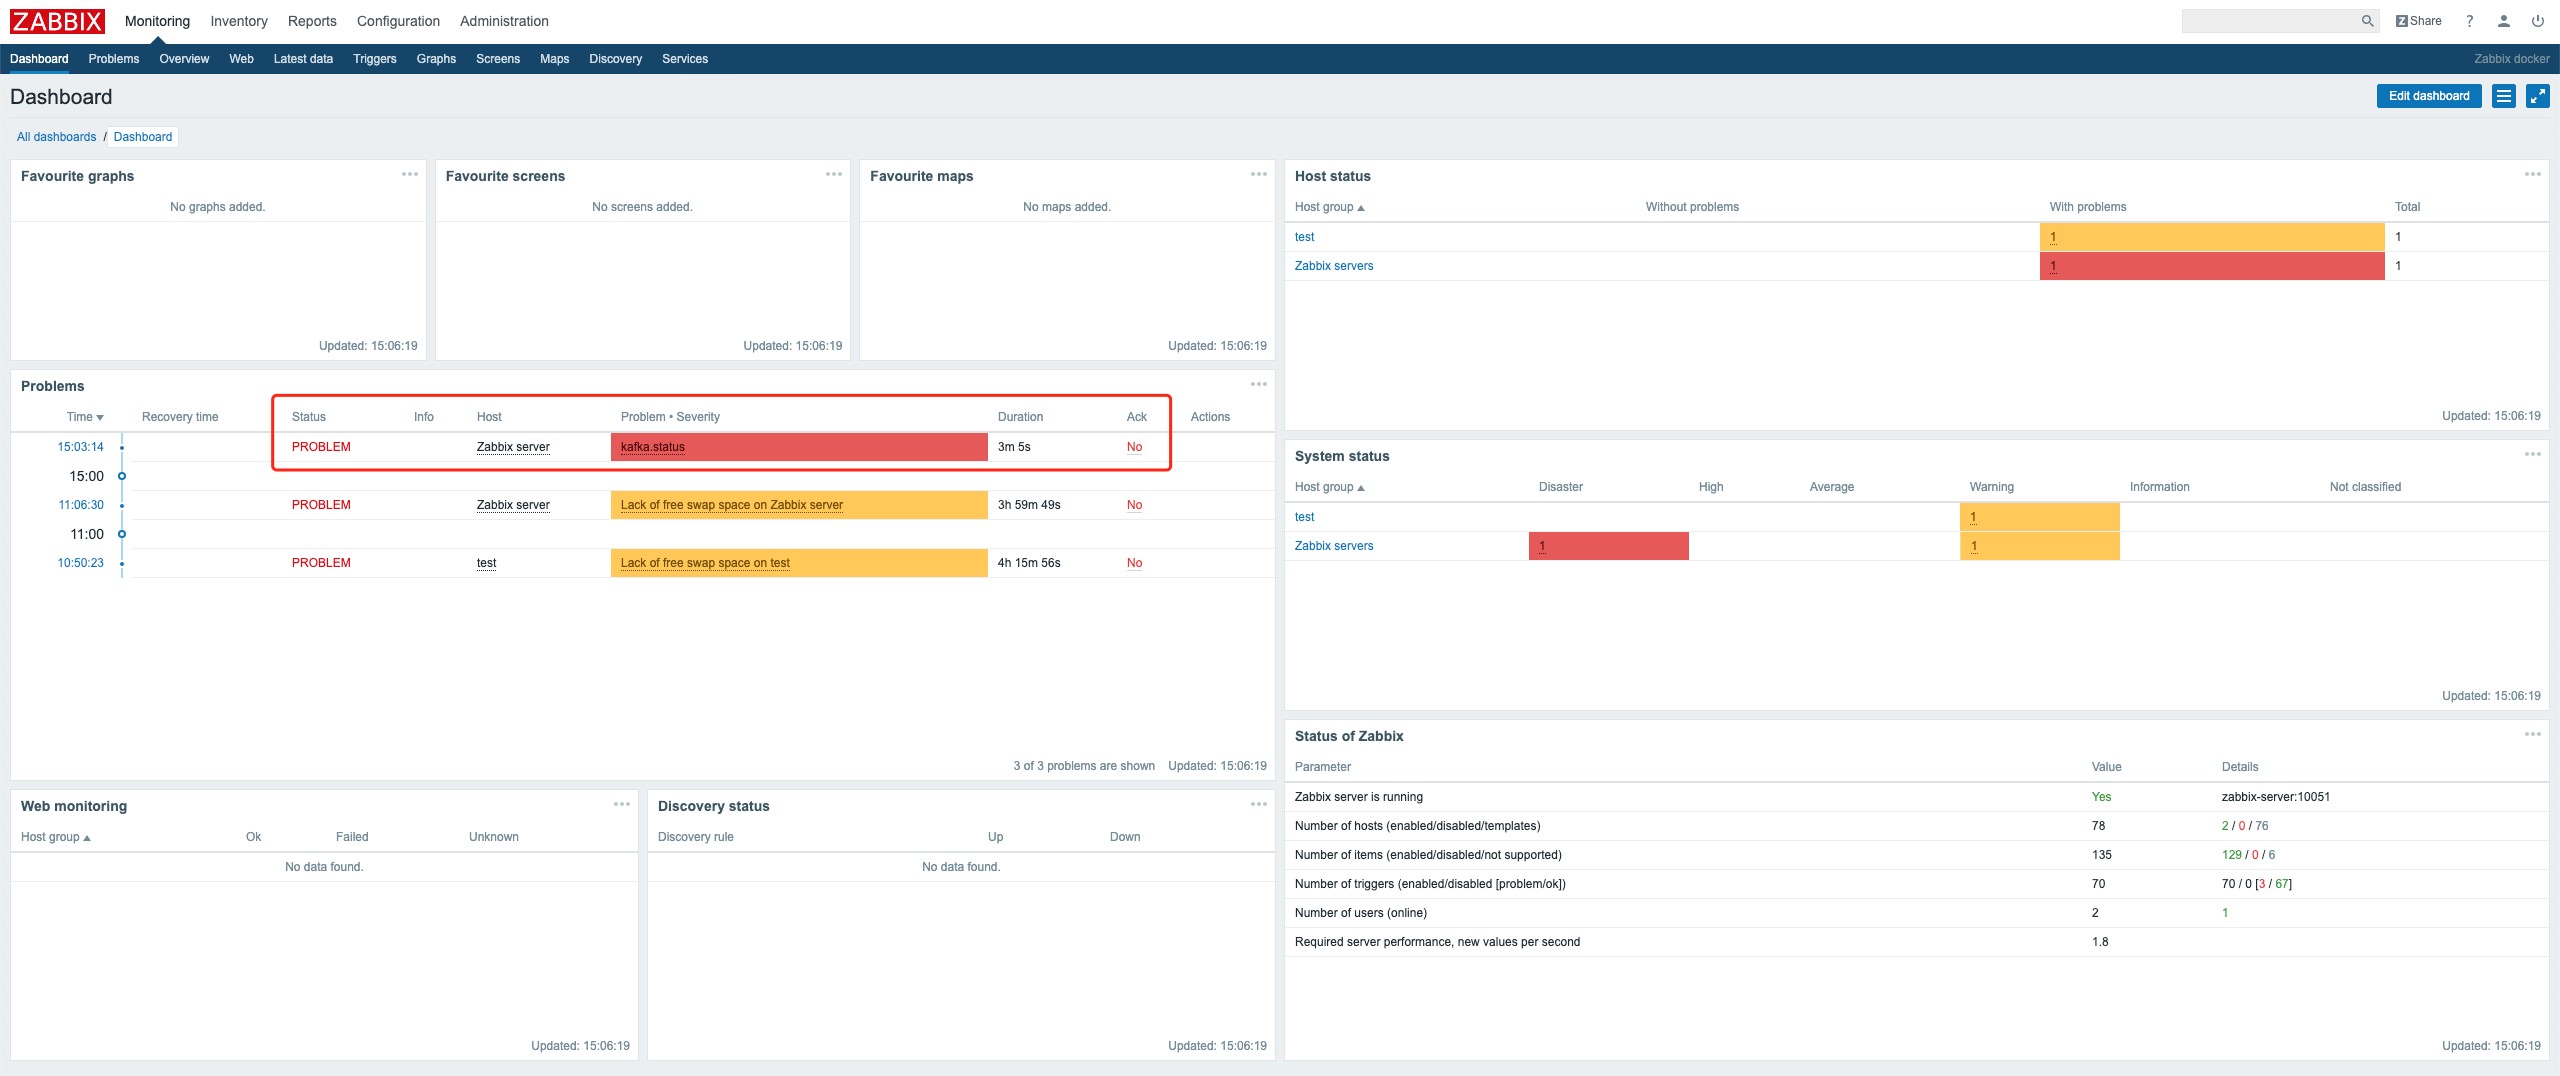 ZABBIX Monitoring Inventory Reports Configuration Administration Z Share ?
Dashboard Problems Overview Web Latest data Triggers Graphs Screens Maps Discovery Services Zabbix docker
Dashboard Edit dashboard
All dashboards / Dashboard
Favourite graphs
No graphs added.
Updated: 15:06:19
Favourite screens
No screens added.
Updated: 15:06:19
Favourite maps
No maps added.
Updated: 15:06:19
Problems
Time Recovery time Status Info Host Problem • Severity Duration Ack Actions
15:03:14 PROBLEM Zabbix server kafka.status 3m 5s No
15:00
11:06:30 PROBLEM Zabbix server Lack of free swap space on Zabbix server 3h 59m 49s No
11:00
10:50:23 PROBLEM test Lack of free swap space on test 4h 15m 56s No
3 of 3 problems are shown Updated: 15:06:19
Web monitoring
Host group Ok Failed Unknown
No data found.
Updated: 15:06:19
Discovery status
Discovery rule Up Down
No data found.
Updated: 15:06:19
Host status
Host group Without problems With problems Total
test 1 1
Zabbix servers 1 1
Updated: 15:06:19
System status
Host group Disaster High Average Warning Information Not classified
test 1
Zabbix servers 1 1
Updated: 15:06:19
Status of Zabbix
Parameter Value Details
Zabbix server is running Yes zabbix-server:10051
Number of hosts (enabled/disabled/templates) 78 2 / 0 / 76
Number of items (enabled/disabled/not supported) 135 129 / 0 / 6
Number of triggers (enabled/disabled [problem/ok]) 70 70 / 0 [3 / 67]
Number of users (online) 2 1
Required server performance, new values per second 1.8
Updated: 15:06:19